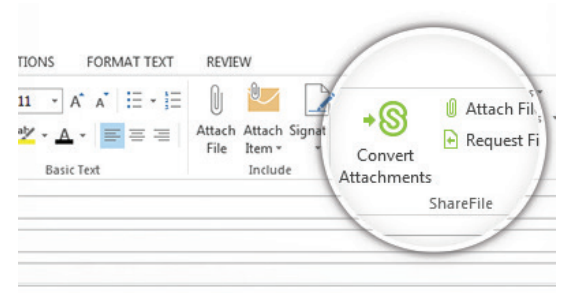 TIONS FORMAT TEXT REVIEW
11 A A
ab A
Attach File
Attach Item
Signat
Basic Text
Include
Convert Attachments
Attach Fil
Request Fi
ShareFile